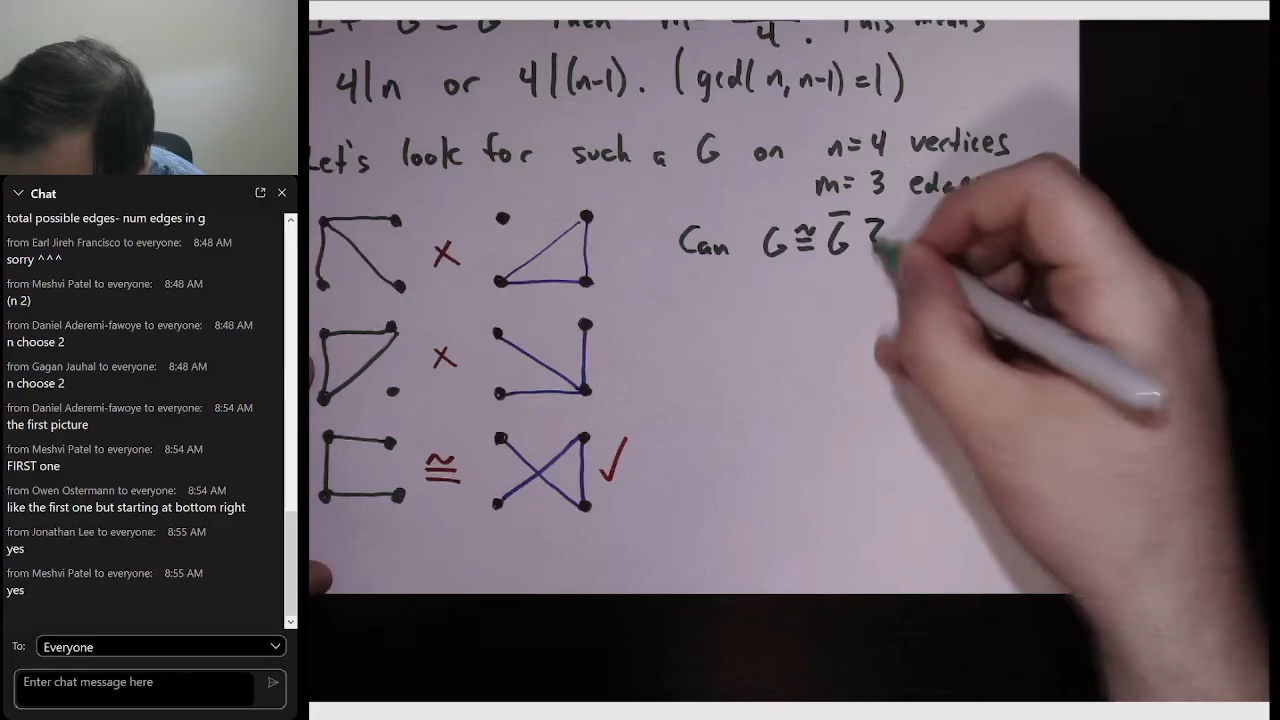 If G ≅ G̅ Then m = 4 . This means
4|n or 4|(n-1). (gcd(n, n-1)=1)
Let's look for such a G on n=4 vertices
m= 3
x
Can G≅G̅ ?
x
≅ ✓
Chat
total possible edges- num edges in g
from Earl Jireh Francisco to everyone: 8:48 AM
sorry ^^^
from Meshvi Patel to everyone: 8:48 AM
(n 2)
from Daniel Aderemi-fawoye to everyone: 8:48 AM
n choose 2
from Gagan Jauhal to everyone: 8:48 AM
n choose 2
from Daniel Aderemi-fawoye to everyone: 8:54 AM
the first picture
from Meshvi Patel to everyone: 8:54 AM
FIRST one
from Owen Ostermann to everyone: 8:54 AM
like the first one but starting at bottom right
from Jonathan Lee to everyone: 8:55 AM
yes
from Meshvi Patel to everyone: 8:55 AM
yes
To: Everyone
Enter chat message here